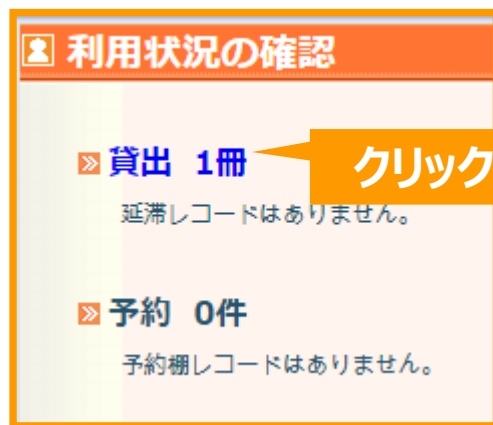 利用状況の確認
貸出 1冊
クリック
延滞レコードはありません。
予約 0件
予約棚レコードはありません。